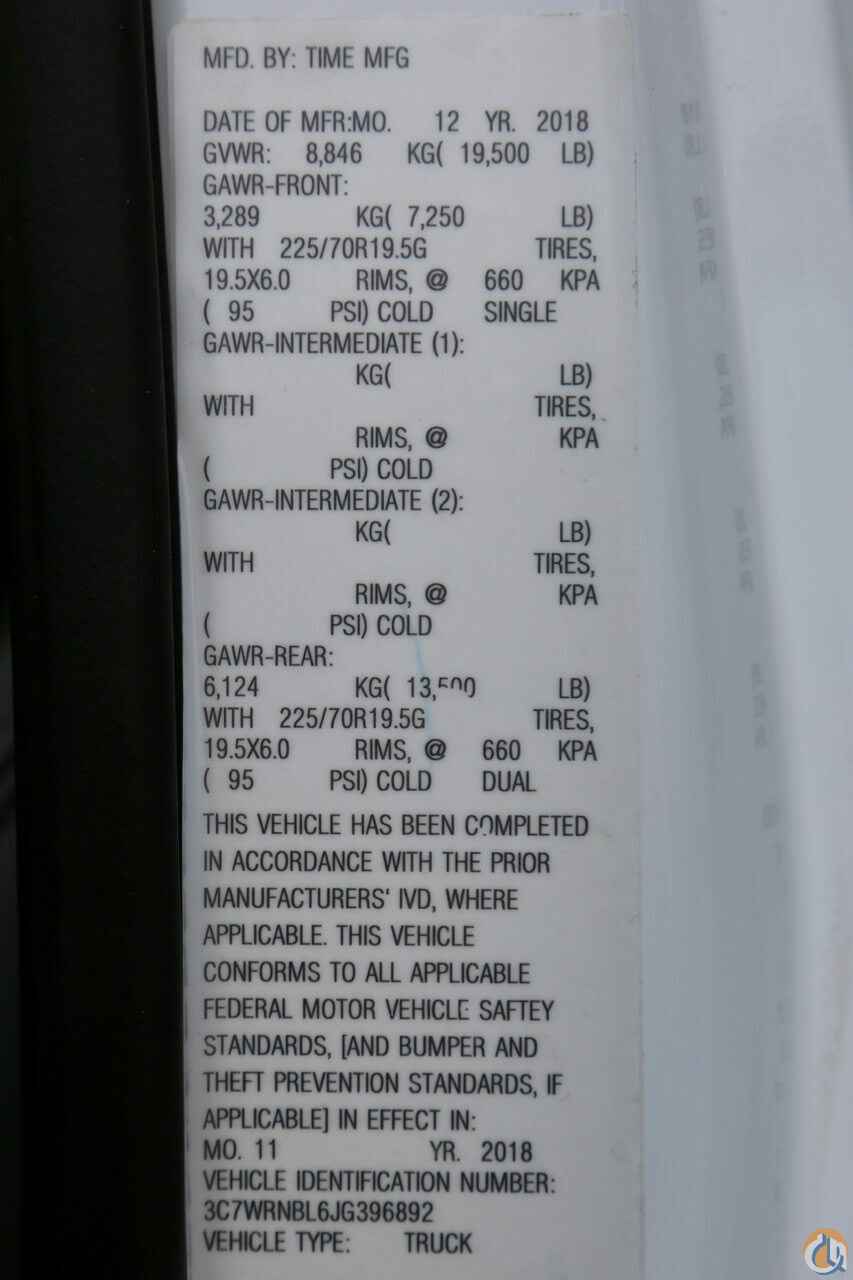 MFD. BY: TIME MFG
DATE OF MFR:MO. 12 YR. 2018
GVWR: 8,846 KG( 19,500 LB)
GAWR-FRONT:
3,289 KG( 7,250 LB)
WITH 225/70R19.5G TIRES,
19.5X6.0 RIMS, @ 660 KPA
( 95 PSI) COLD SINGLE
GAWR-INTERMEDIATE (1):
KG( LB)
WITH TIRES,
RIMS, @ KPA
( PSI) COLD
GAWR-INTERMEDIATE (2):
KG( LB)
WITH TIRES,
RIMS, @ KPA
( PSI) COLD
GAWR-REAR:
6,124 KG( 13,500 LB)
WITH 225/70R19.5G TIRES,
19.5X6.0 RIMS, @ 660 KPA
( 95 PSI) COLD DUAL
THIS VEHICLE HAS BEEN COMPLETED
IN ACCORDANCE WITH THE PRIOR
MANUFACTURERS' IVD, WHERE
APPLICABLE. THIS VEHICLE
CONFORMS TO ALL APPLICABLE
FEDERAL MOTOR VEHICLE SAFTEY
STANDARDS, [AND BUMPER AND
THEFT PREVENTION STANDARDS, IF
APPLICABLE] IN EFFECT IN:
MO. 11 YR. 2018
VEHICLE IDENTIFICATION NUMBER:
3C7WRNBL6JG396892
VEHICLE TYPE: TRUCK